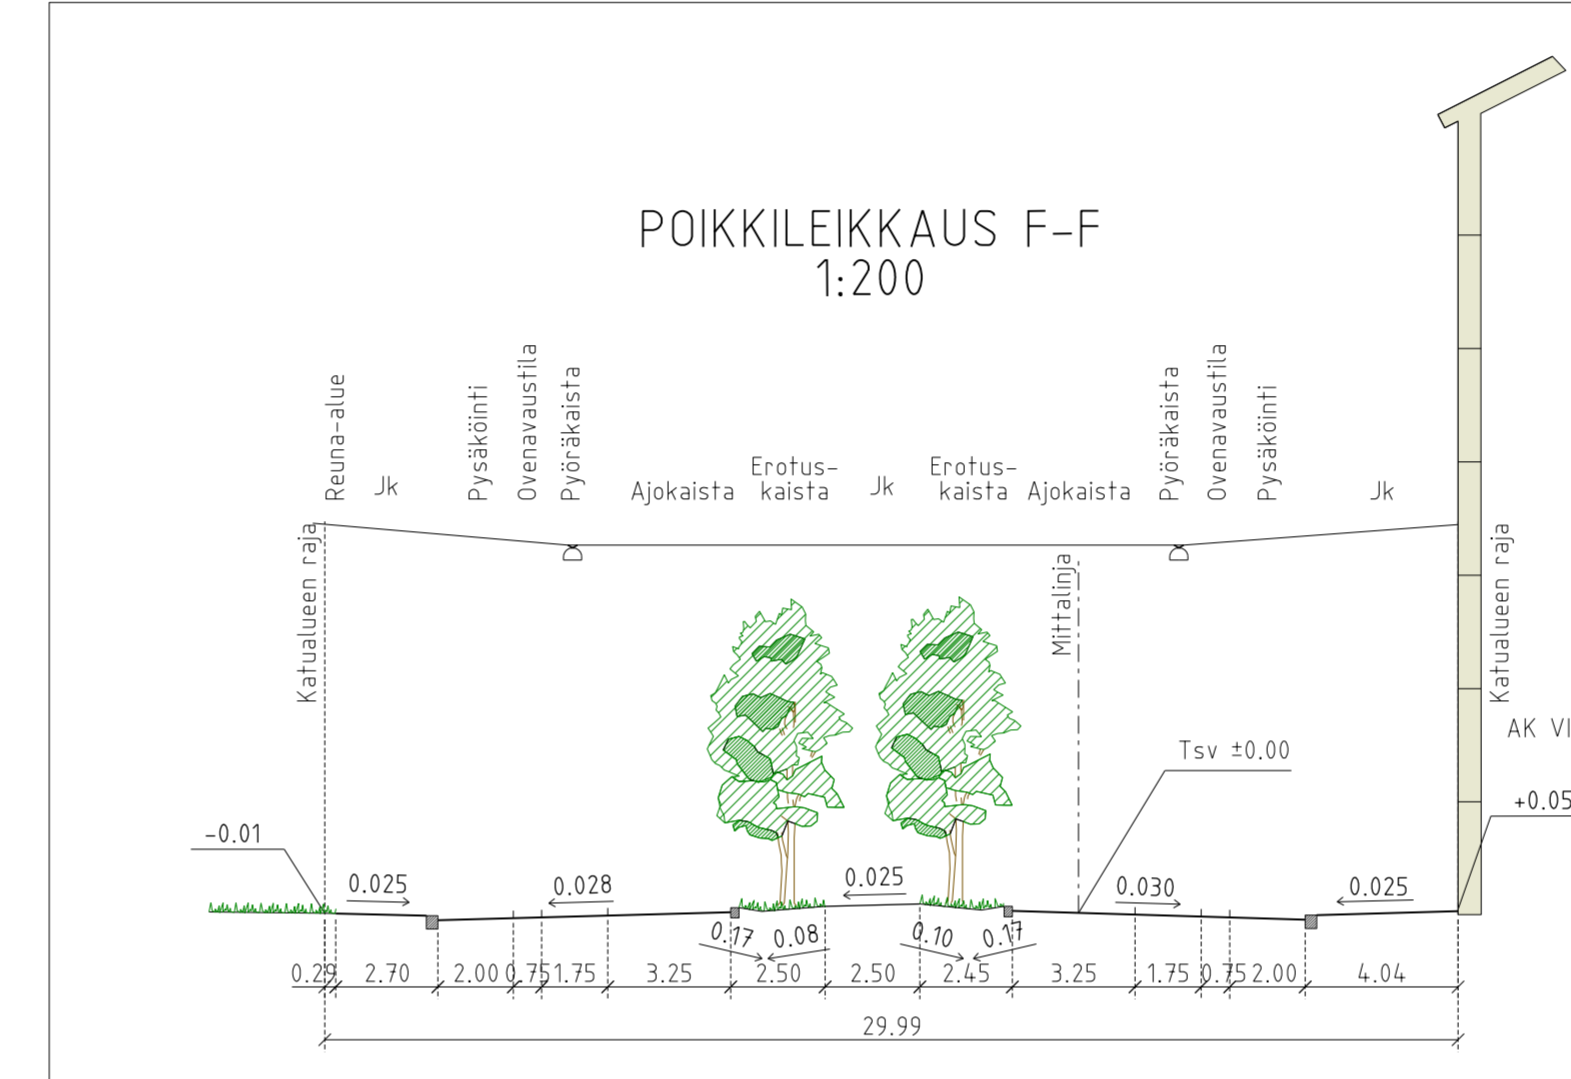 POIKKILEIKKAUS F-F
1:200
Reuna-alue
Jk
Pysäköinti
Ovenavaustila
Pyöräkaista
Ajokaista
Erotus-
kaista
Jk
Erotus-
kaista
Ajokaista
Pyöräkaista
Ovenavaustila
Pysäköinti
Jk
Katualueen raja
Mittalinja
Katualueen raja
AK VI
Tsv ±0.00
+0.05
-0.01
0.025
0.028
0.025
0.030
0.025
0.17
0.08
0.10
0.17
0.29
2.70
2.00
0.75
1.75
3.25
2.50
2.50
2.45
3.25
1.75
0.75
2.00
4.04
29.99